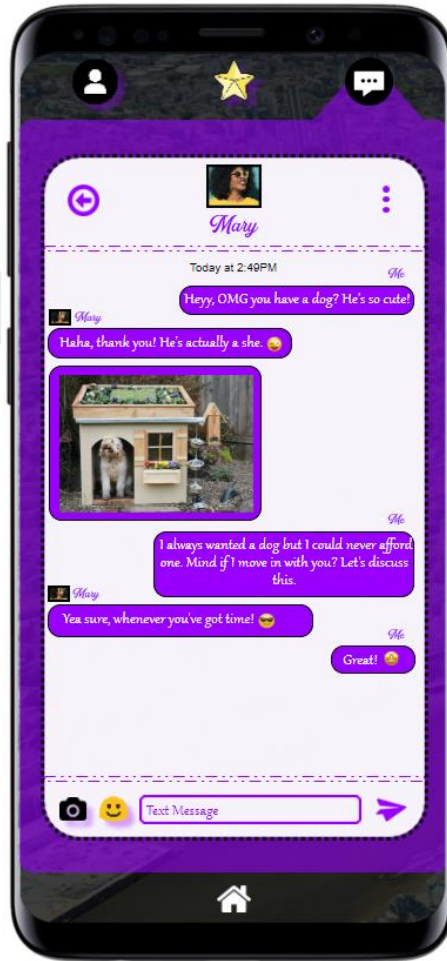 Mary
Today at 2:49PM
Me
Heyy, OMG you have a dog? He's so cute!
Mary
Haha, thank you! He's actually a she. 😜
Me
I always wanted a dog but I could never afford
one. Mind if I move in with you? Let's discuss
this.
Mary
Yea sure, whenever you've got time! 😎
Me
Great! 🤩
Text Message